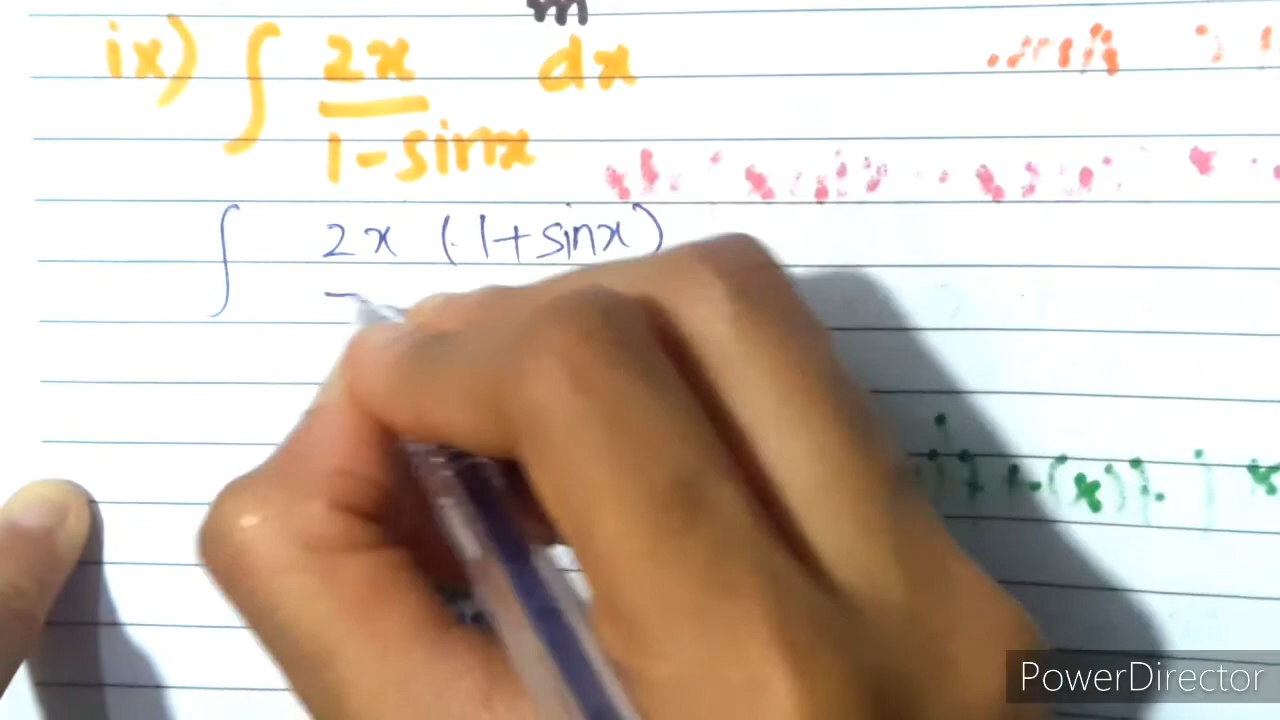 m
ix) ∫ 2x/(1-sinx) dx
∫ 2x (1+sinx)
PowerDirector